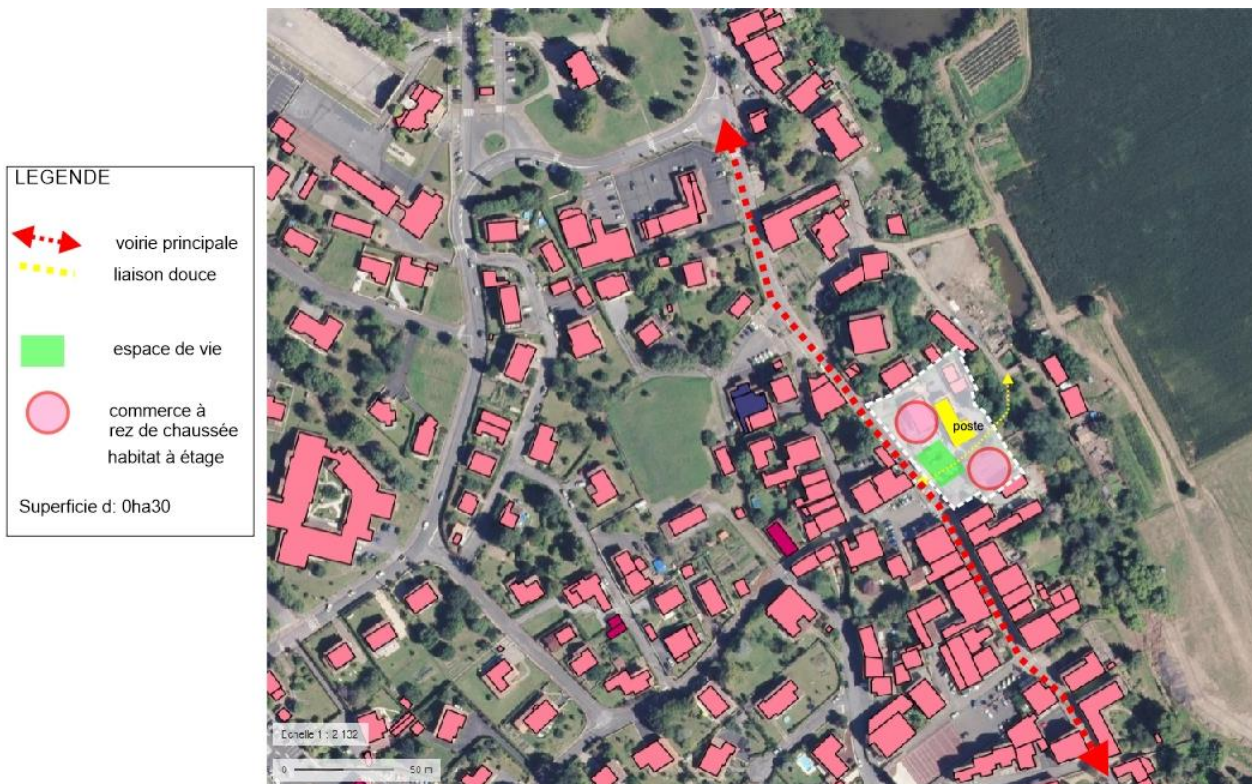 LEGENDE
voirie principale
liaison douce
espace de vie
commerce à
rez de chaussée
habitat à étage
Superficie d: 0ha30
poste
Echelle 1 : 2 132
0 50 m